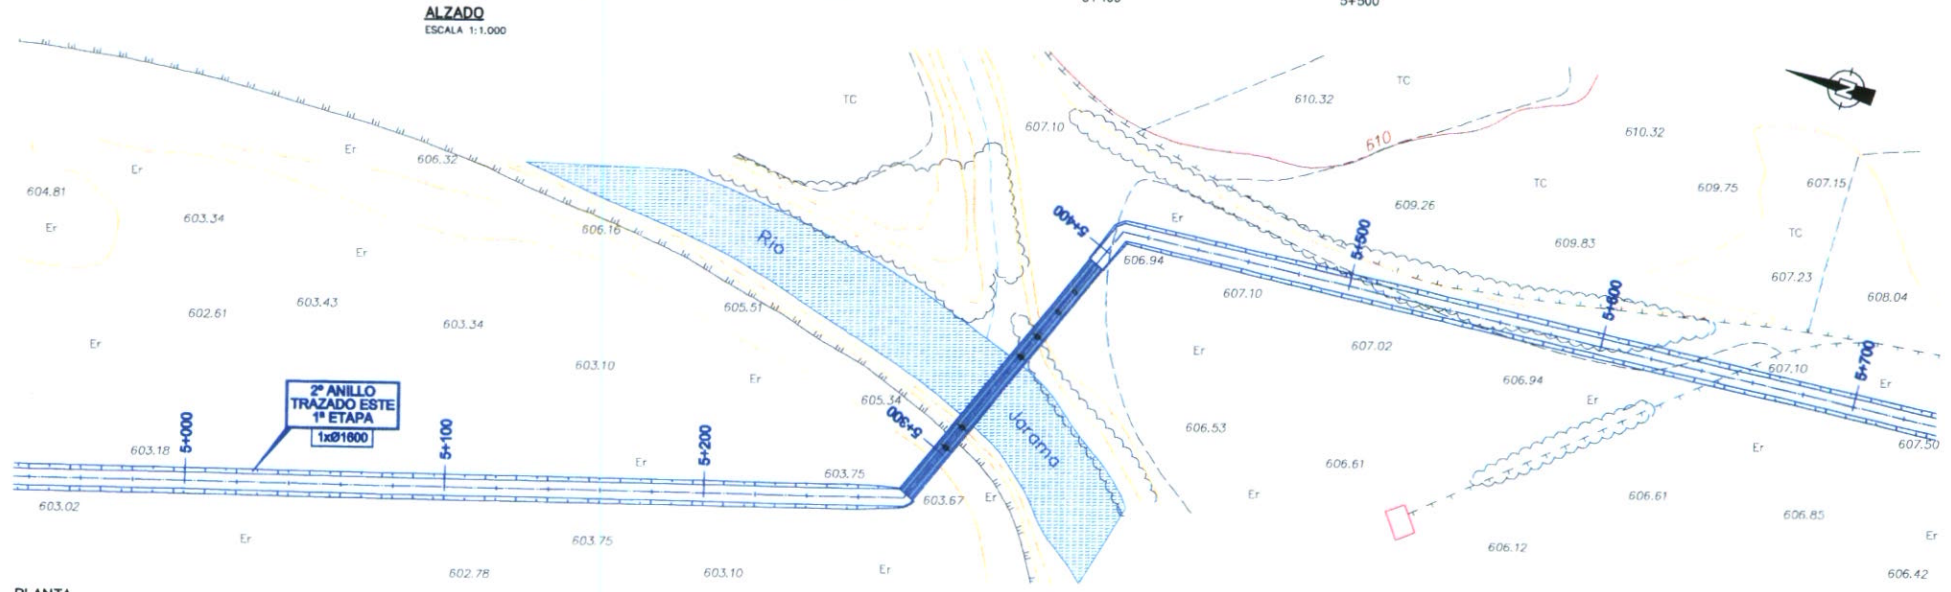 ALZADO
ESCALA 1:1.000
5+500
TC
TC
610.32
607.10
610
610.32
N
Er
606.32
Er
604.81
603.34
Er
TC
609.75
607.15
609.26
Er
606.16
Río
5+400
5+500
609.83
TC
Er
606.94
607.23
607.10
608.04
602.61
603.43
603.34
605.51
5+600
Er
Er
607.02
603.10
Er
606.94
607.10
5+700
Er
2º ANILLO
TRAZADO ESTE
1ª ETAPA
1xØ1600
605.34
5+300
Jarama
606.53
Er
5+000
5+100
5+200
603.18
Er
603.75
603.67
Er
606.61
Er
607.50
603.02
Er
606.61
606.85
Er
603.75
606.12
Er
602.78
603.10
Er
606.42
PLANTA